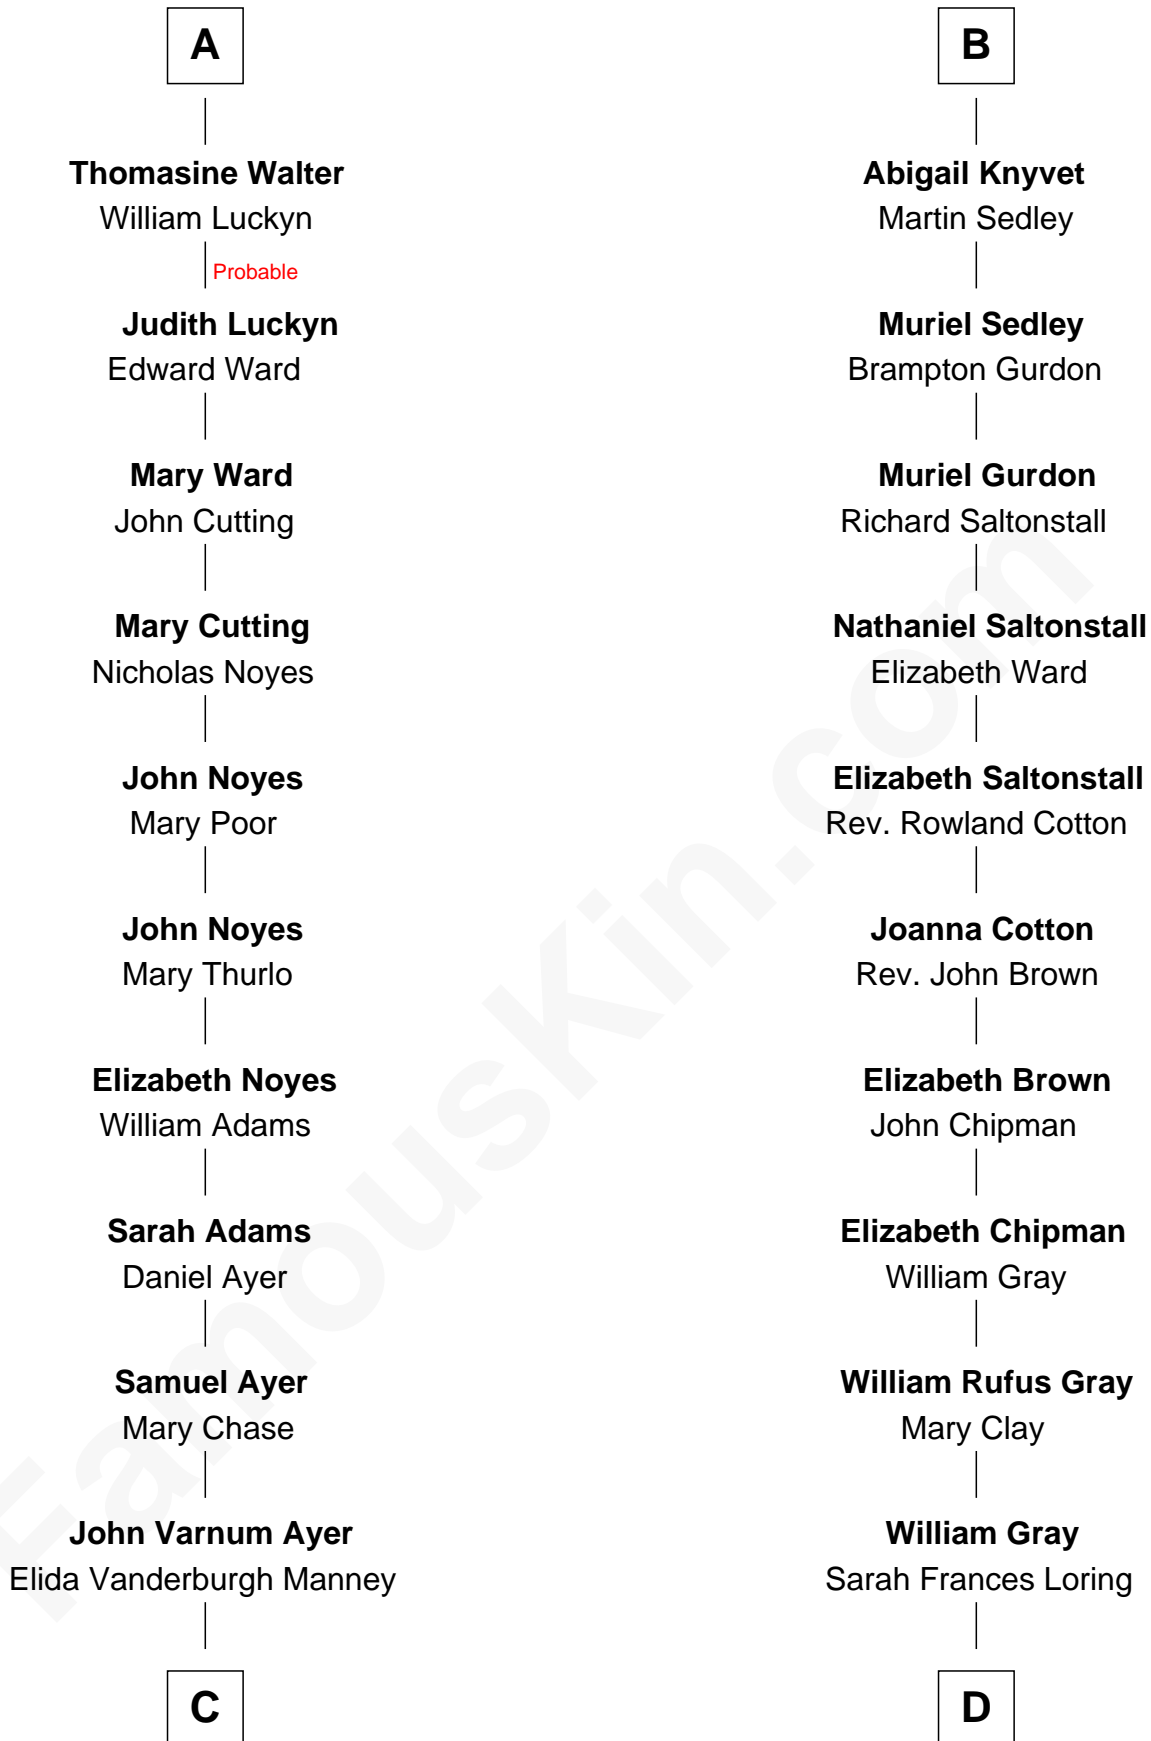 A
Thomasine Walter
William Luckyn
Probable
Judith Luckyn
Edward Ward
Mary Ward
John Cutting
Mary Cutting
Nicholas Noyes
John Noyes
Mary Poor
John Noyes
Mary Thurlo
Elizabeth Noyes
William Adams
Sarah Adams
Daniel Ayer
Samuel Ayer
Mary Chase
John Varnum Ayer
Elida Vanderburgh Manney
C
B
Abigail Knyvet
Martin Sedley
Muriel Sedley
Brampton Gurdon
Muriel Gurdon
Richard Saltonstall
Nathaniel Saltonstall
Elizabeth Ward
Elizabeth Saltonstall
Rev. Rowland Cotton
Joanna Cotton
Rev. John Brown
Elizabeth Brown
John Chipman
Elizabeth Chipman
William Gray
William Rufus Gray
Mary Clay
William Gray
Sarah Frances Loring
D
FamousKin.com